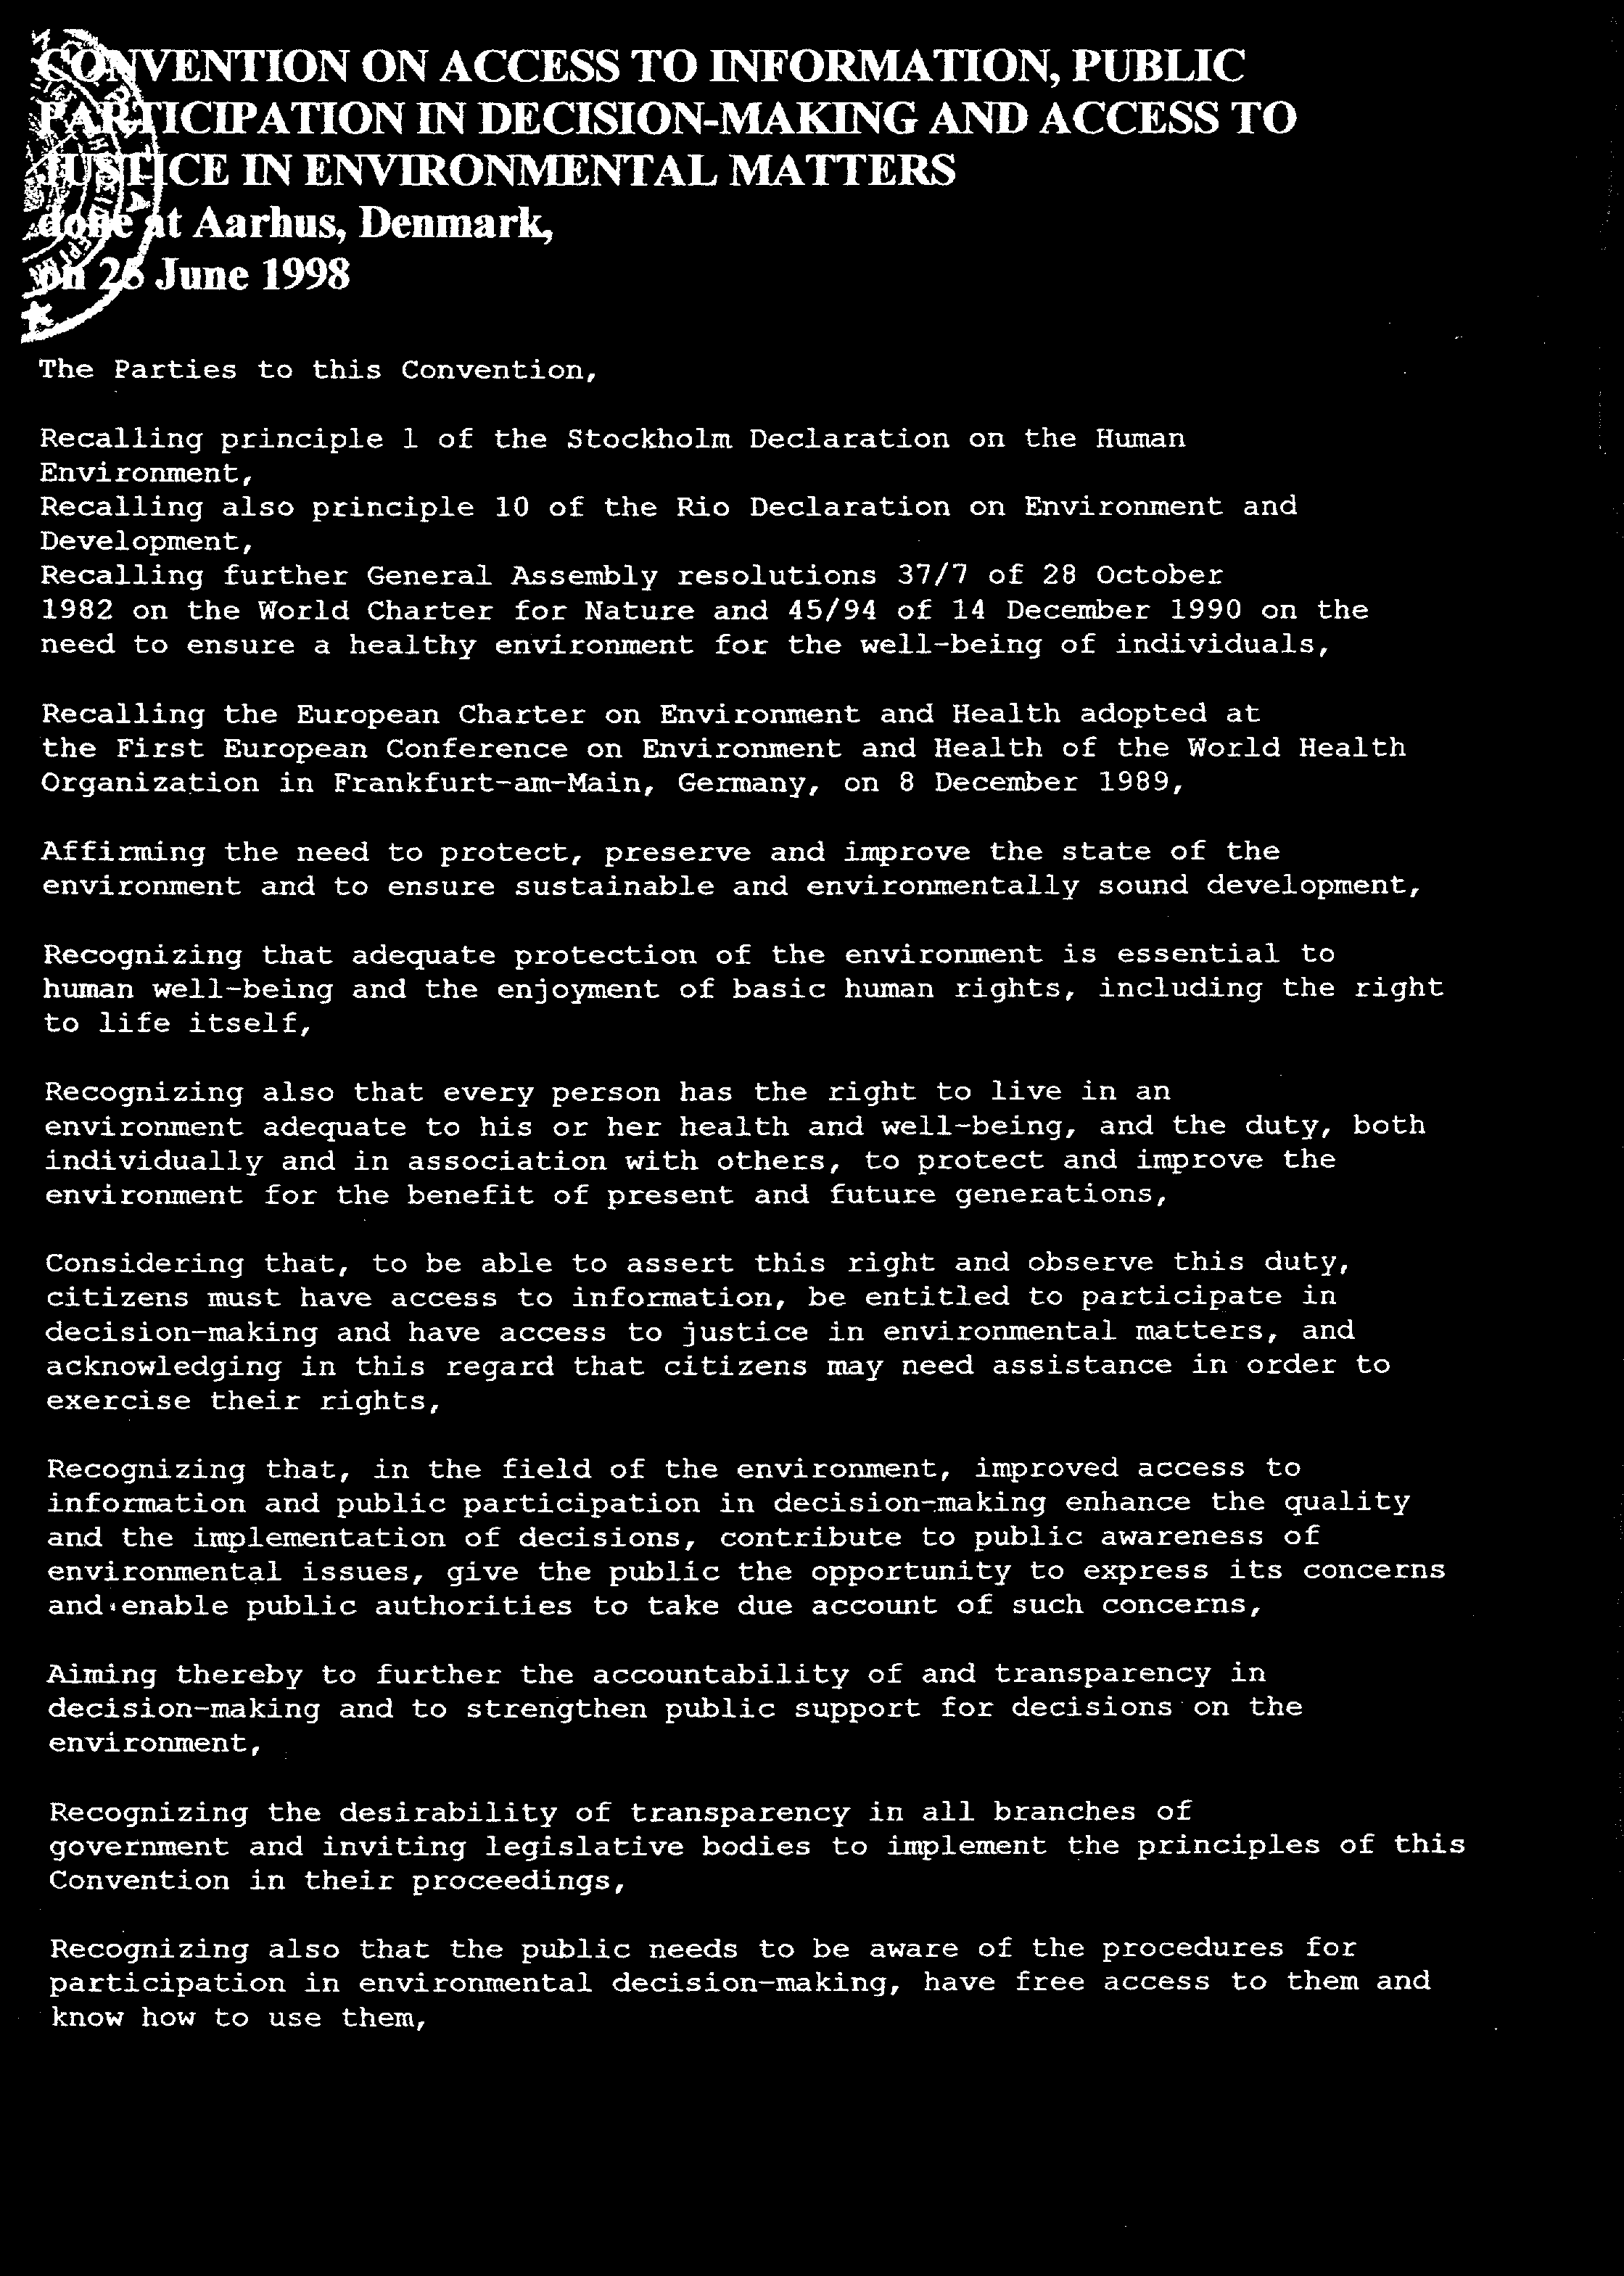 CONVENTION ON ACCESS TO INFORMATION, PUBLIC
PARTICIPATION IN DECISION-MAKING AND ACCESS TO
JUSTICE IN ENVIRONMENTAL MATTERS
done at Aarhus, Denmark,
on 25 June 1998
The Parties to this Convention,
Recalling principle 1 of the Stockholm Declaration on the Human
Environment,
Recalling also principle 10 of the Rio Declaration on Environment and
Development,
Recalling further General Assembly resolutions 37/7 of 28 October
1982 on the World Charter for Nature and 45/94 of 14 December 1990 on the
need to ensure a healthy environment for the well-being of individuals,
Recalling the European Charter on Environment and Health adopted at
the First European Conference on Environment and Health of the World Health
Organization in Frankfurt-am-Main, Germany, on 8 December 1989,
Affirming the need to protect, preserve and improve the state of the
environment and to ensure sustainable and environmentally sound development,
Recognizing that adequate protection of the environment is essential to
human well-being and the enjoyment of basic human rights, including the right
to life itself,
Recognizing also that every person has the right to live in an
environment adequate to his or her health and well-being, and the duty, both
individually and in association with others, to protect and improve the
environment for the benefit of present and future generations,
Considering that, to be able to assert this right and observe this duty,
citizens must have access to information, be entitled to participate in
decision-making and have access to justice in environmental matters, and
acknowledging in this regard that citizens may need assistance in order to
exercise their rights,
Recognizing that, in the field of the environment, improved access to
information and public participation in decision-making enhance the quality
and the implementation of decisions, contribute to public awareness of
environmental issues, give the public the opportunity to express its concerns
and enable public authorities to take due account of such concerns,
Aiming thereby to further the accountability of and transparency in
decision-making and to strengthen public support for decisions on the
environment,
Recognizing the desirability of transparency in all branches of
government and inviting legislative bodies to implement the principles of this
Convention in their proceedings,
Recognizing also that the public needs to be aware of the procedures for
participation in environmental decision-making, have free access to them and
know how to use them,